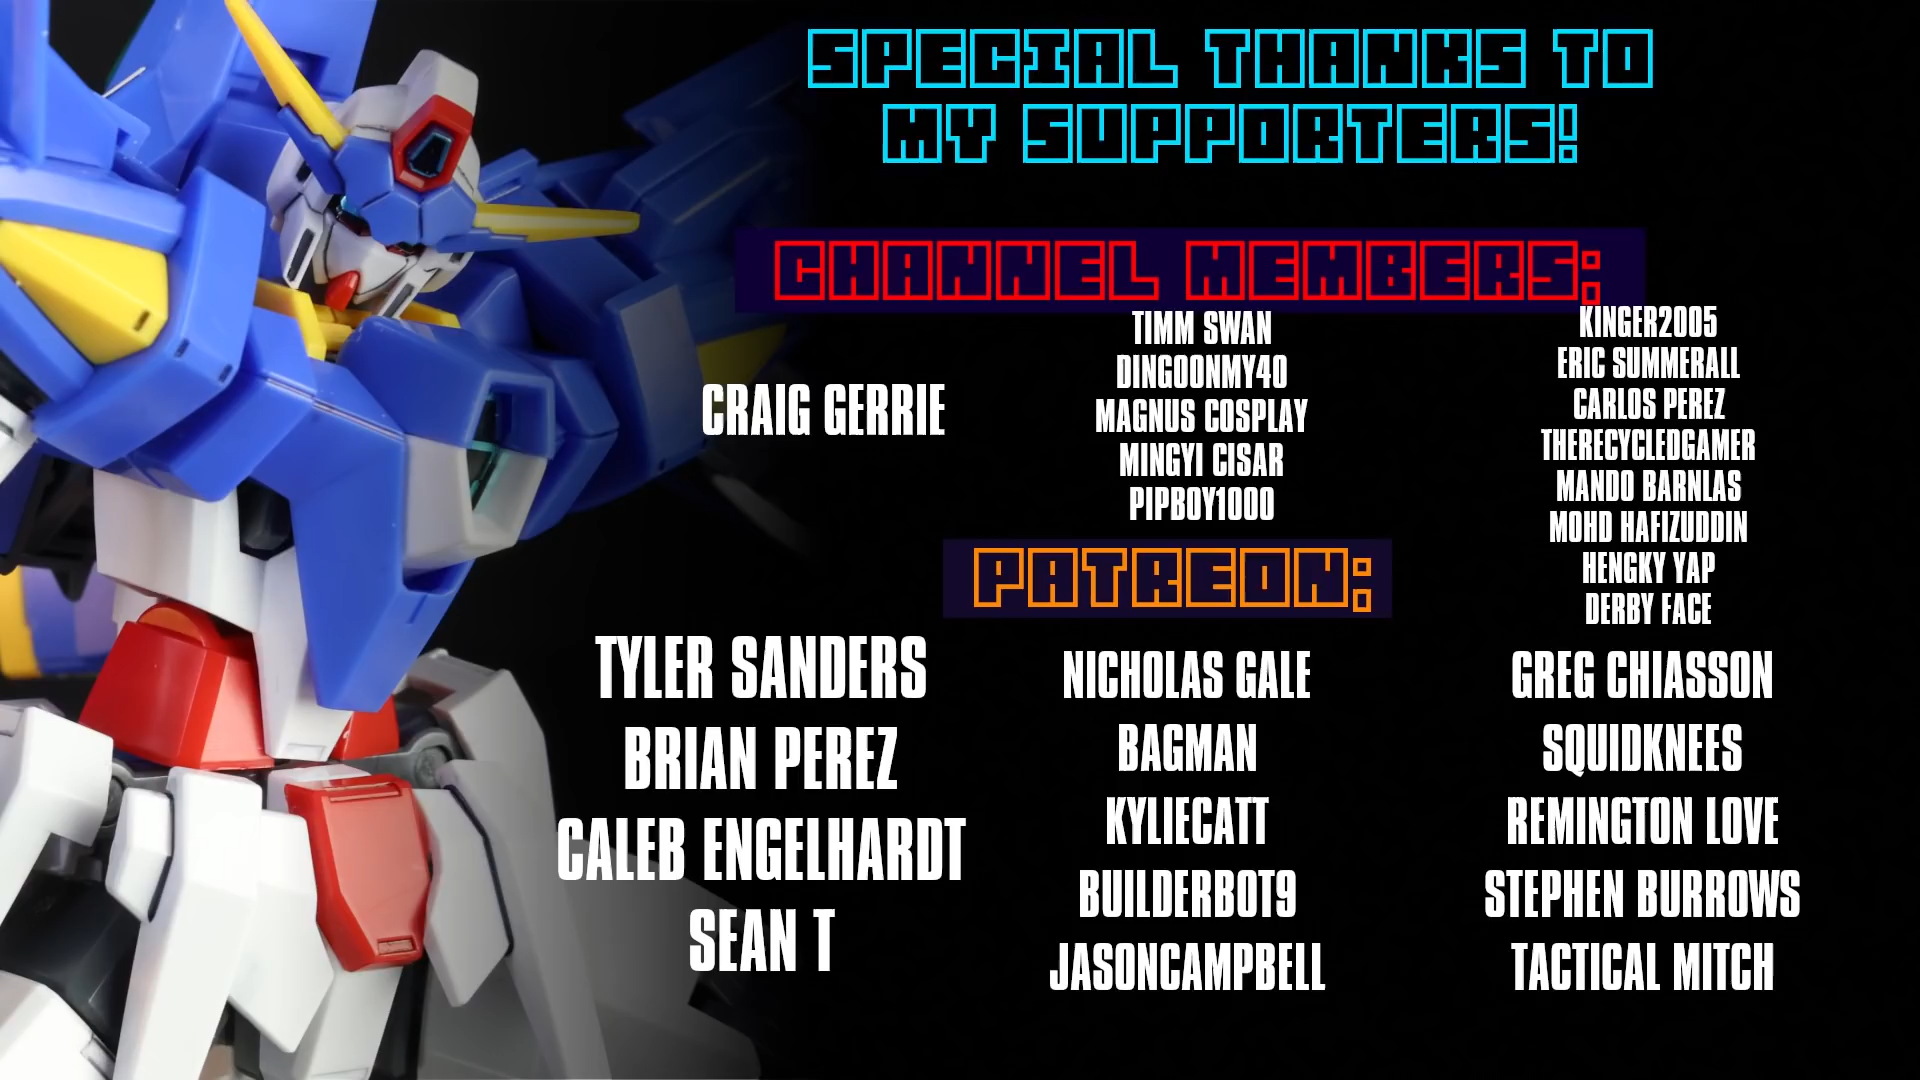 SPECIAL THANKS TO
MY SUPPORTERS!
CHANNEL MEMBERS:
CRAIG GERRIE
TIMM SWAN
DINGOONMY40
MAGNUS COSPLAY
MINGYI CISAR
PIPBOY1000
KINGER2005
ERIC SUMMERALL
CARLOS PEREZ
THERECYCLEDGAMER
MANDO BARNLAS
MOHD HAFIZUDDIN
HENGKY YAP
DERBY FACE
PATREON:
TYLER SANDERS
BRIAN PEREZ
CALEB ENGELHARDT
SEAN T
NICHOLAS GALE
BAGMAN
KYLIECATT
BUILDERBOT9
JASONCAMPBELL
GREG CHIASSON
SQUIDKNEES
REMINGTON LOVE
STEPHEN BURROWS
TACTICAL MITCH